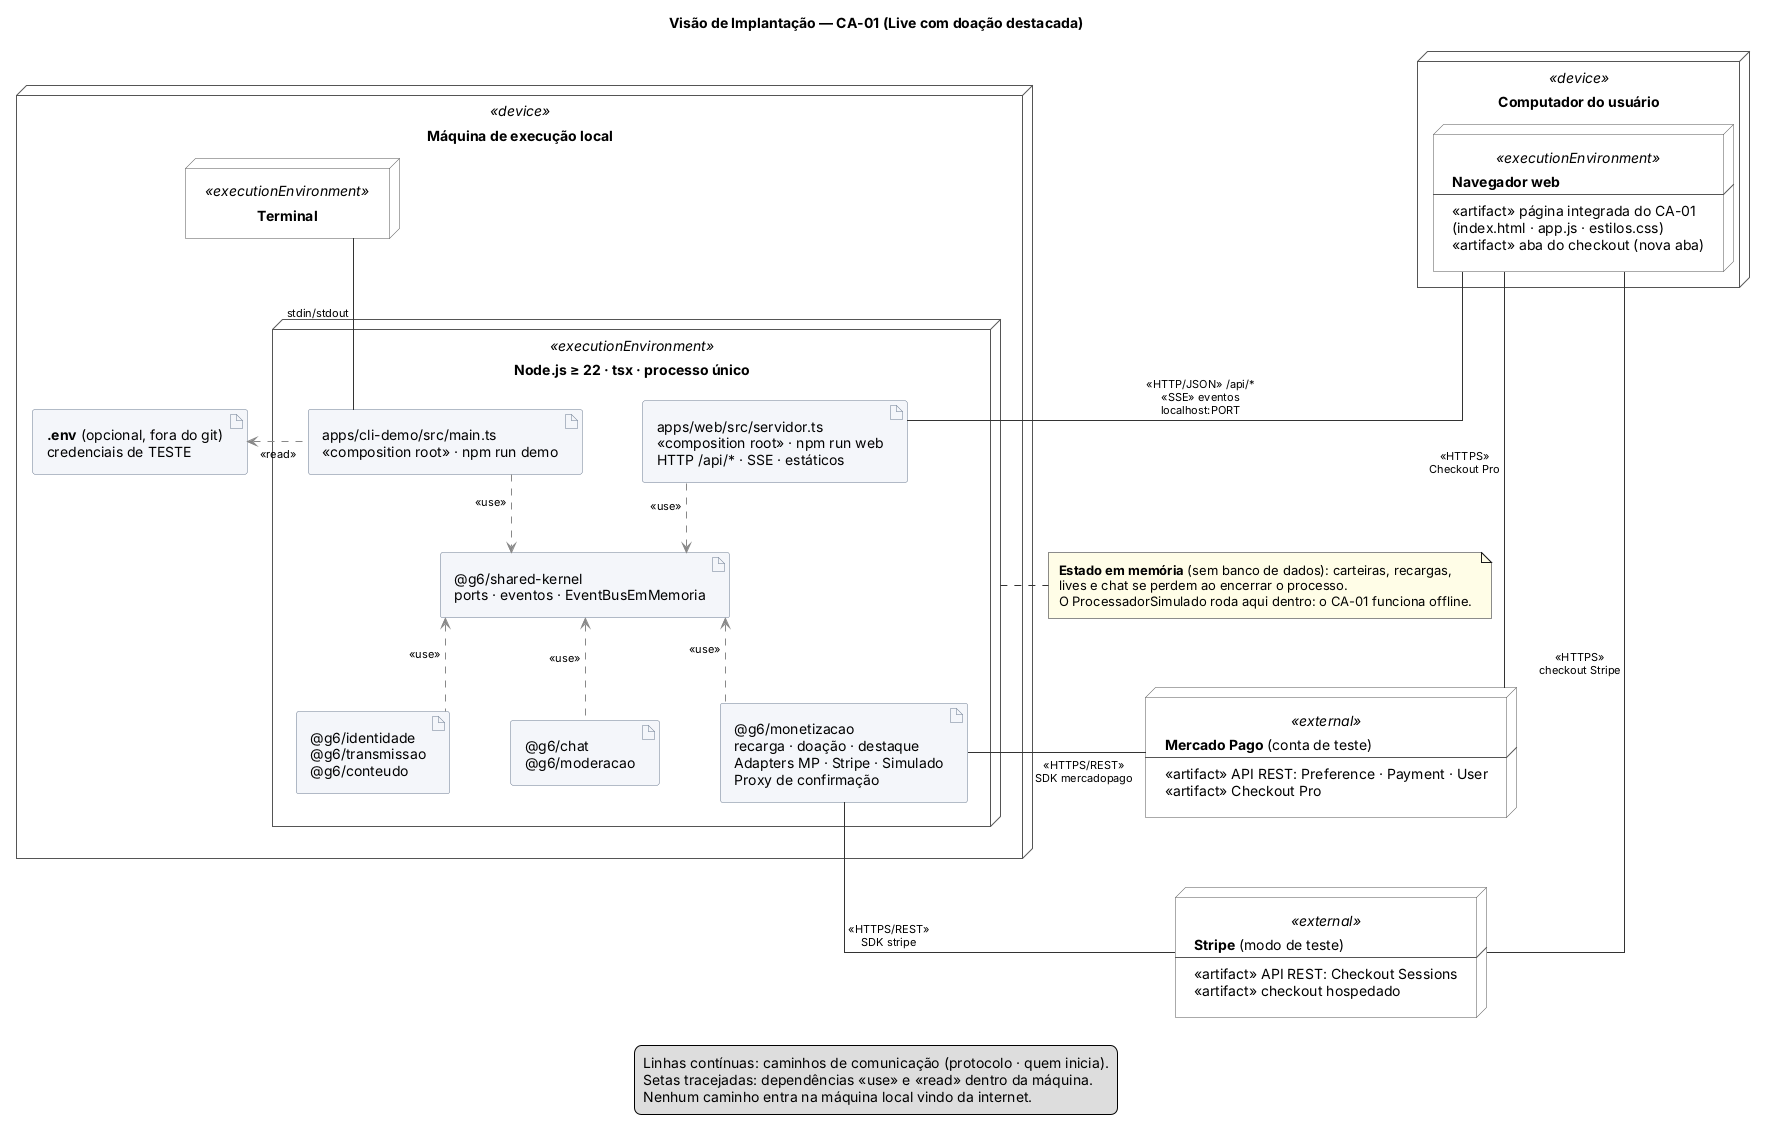 Visão de Implantação — CA-01 (Live com doação destacada)
«device»
Computador do usuário
«executionEnvironment»
Navegador web
«artifact» página integrada do CA-01
(index.html · app.js · estilos.css)
«artifact» aba do checkout (nova aba)
«device»
Máquina de execução local
«executionEnvironment»
Terminal
stdin/stdout
«executionEnvironment»
Node.js ≥ 22 · tsx · processo único
.env (opcional, fora do git)
credenciais de TESTE
«read»
apps/cli-demo/src/main.ts
«composition root» · npm run demo
apps/web/src/servidor.ts
«composition root» · npm run web
HTTP /api/* · SSE · estáticos
«HTTP/JSON» /api/*
«SSE» eventos
localhost:PORT
«HTTPS»
Checkout Pro
«use»
«use»
@g6/shared-kernel
ports · eventos · EventBusEmMemoria
Estado em memória (sem banco de dados): carteiras, recargas,
lives e chat se perdem ao encerrar o processo.
O ProcessadorSimulado roda aqui dentro: o CA-01 funciona offline.
«use»
«use»
«use»
«HTTPS»
checkout Stripe
@g6/identidade
@g6/transmissao
@g6/conteudo
@g6/chat
@g6/moderacao
@g6/monetizacao
recarga · doação · destaque
Adapters MP · Stripe · Simulado
Proxy de confirmação
«HTTPS/REST»
SDK mercadopago
«external»
Mercado Pago (conta de teste)
«artifact» API REST: Preference · Payment · User
«artifact» Checkout Pro
«HTTPS/REST»
SDK stripe
«external»
Stripe (modo de teste)
«artifact» API REST: Checkout Sessions
«artifact» checkout hospedado
Linhas contínuas: caminhos de comunicação (protocolo · quem inicia).
Setas tracejadas: dependências «use» e «read» dentro da máquina.
Nenhum caminho entra na máquina local vindo da internet.